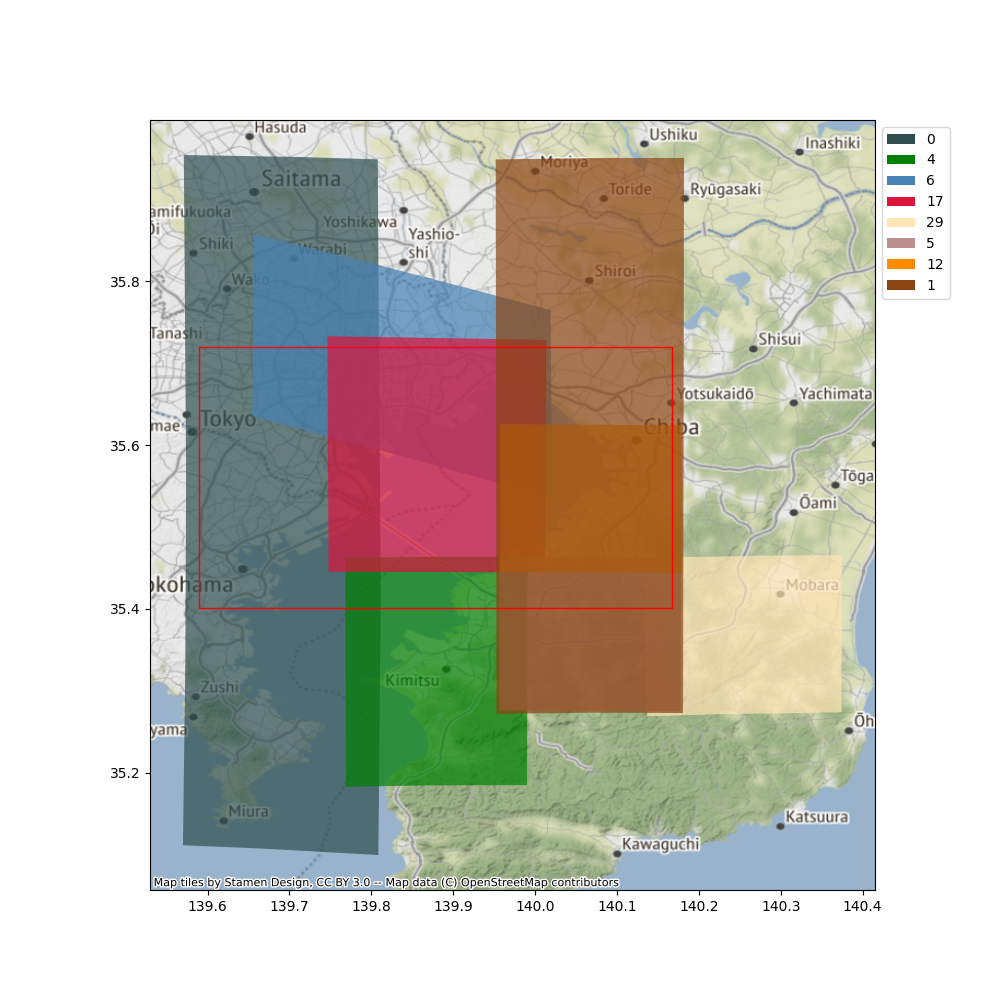 Hasuda
Ushiku
Inashiki
Moriya
Saitama
Toride
Ryūgasaki
amifukuoka
Yoshikawa
Yashio-
shi
Shiki
Warabi
Wako
Shiroi
Tanashi
Shisui
Yotsukaidō
Yachimata
mae
Tokyo
Chiba
Tōga
Ōami
okohama
Mobara
Kimitsu
Zushi
yama
Ōh
Miura
Katsuura
Kawaguchi
Map tiles by Stamen Design, CC BY 3.0 -- Map data (C) OpenStreetMap contributors
35.8
35.6
35.4
35.2
139.6 139.7 139.8 139.9 140.0 140.1 140.2 140.3 140.4
0
4
6
17
29
5
12
1